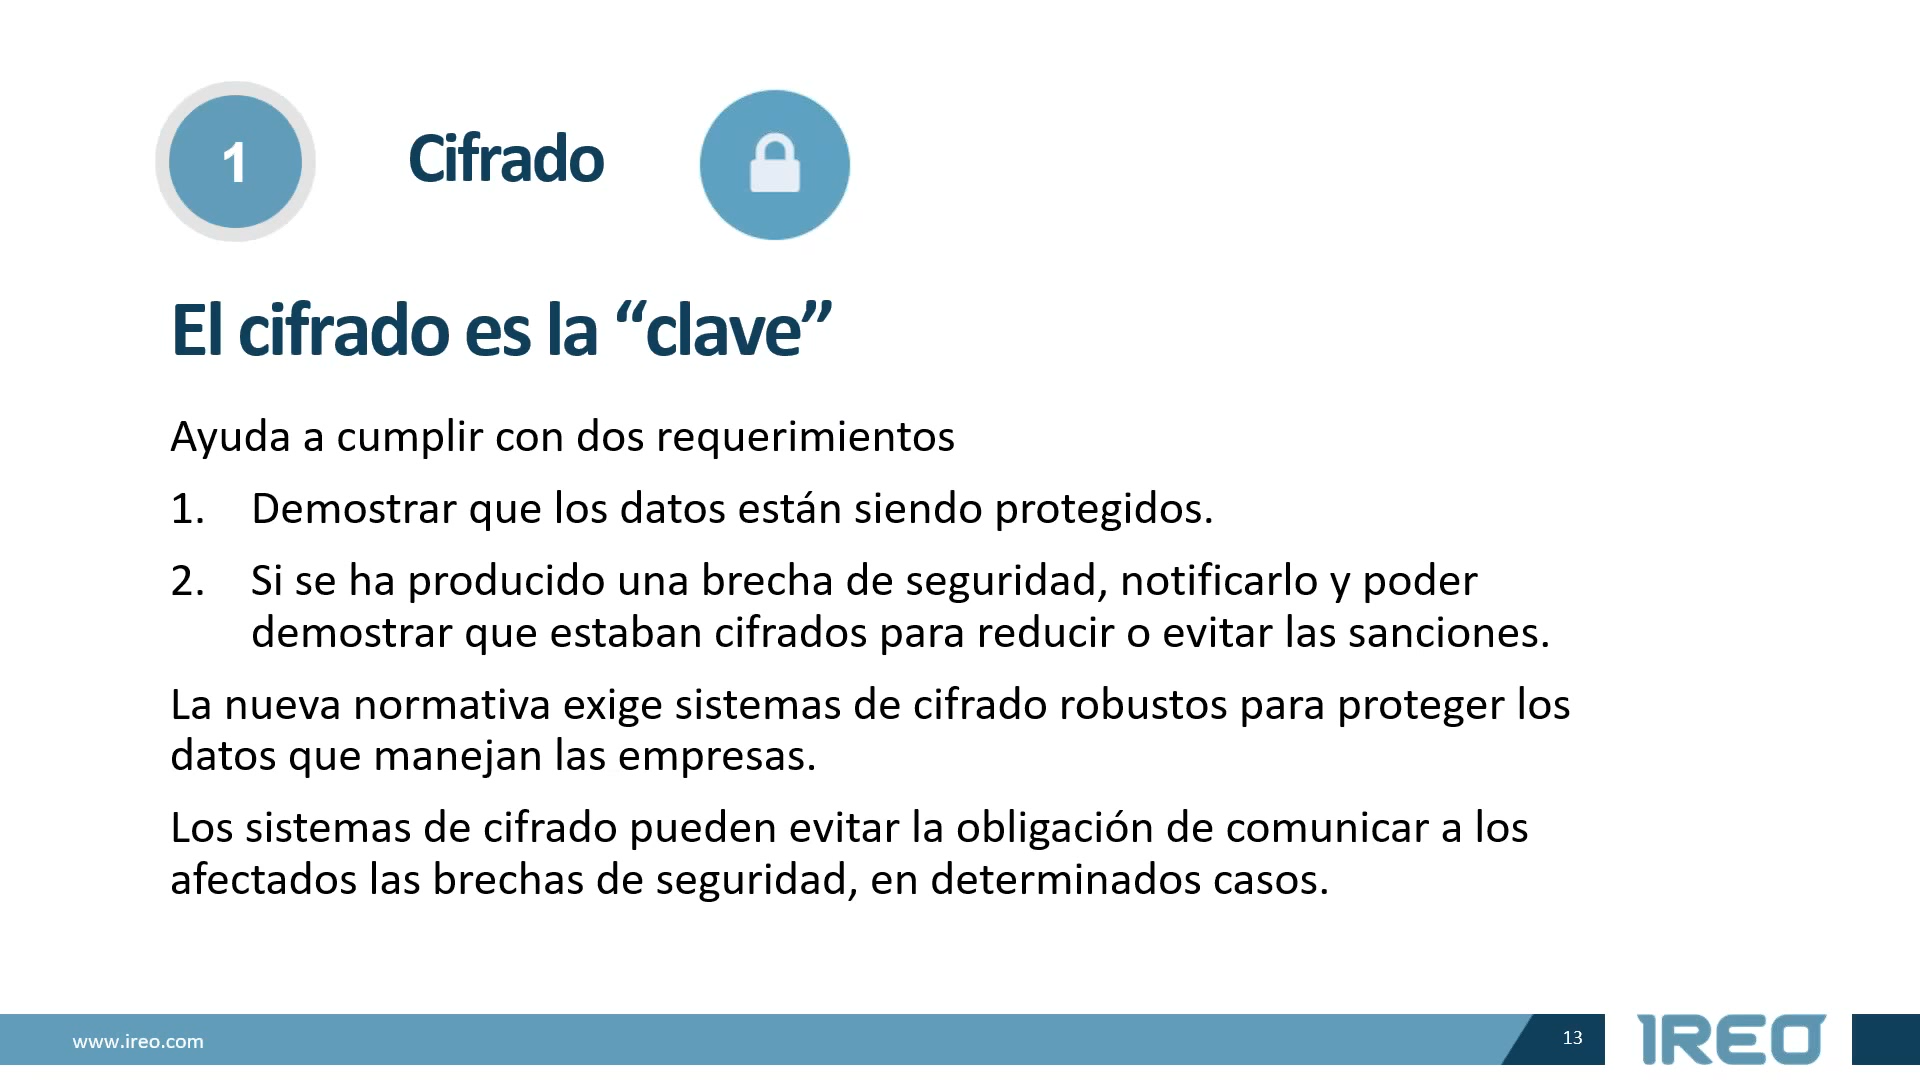 1
Cifrado
El cifrado es la “clave”
Ayuda a cumplir con dos requerimientos
1. Demostrar que los datos están siendo protegidos.
2. Si se ha producido una brecha de seguridad, notificarlo y poder
demostrar que estaban cifrados para reducir o evitar las sanciones.
La nueva normativa exige sistemas de cifrado robustos para proteger los
datos que manejan las empresas.
Los sistemas de cifrado pueden evitar la obligación de comunicar a los
afectados las brechas de seguridad, en determinados casos.
www.ireo.com
13
IREO